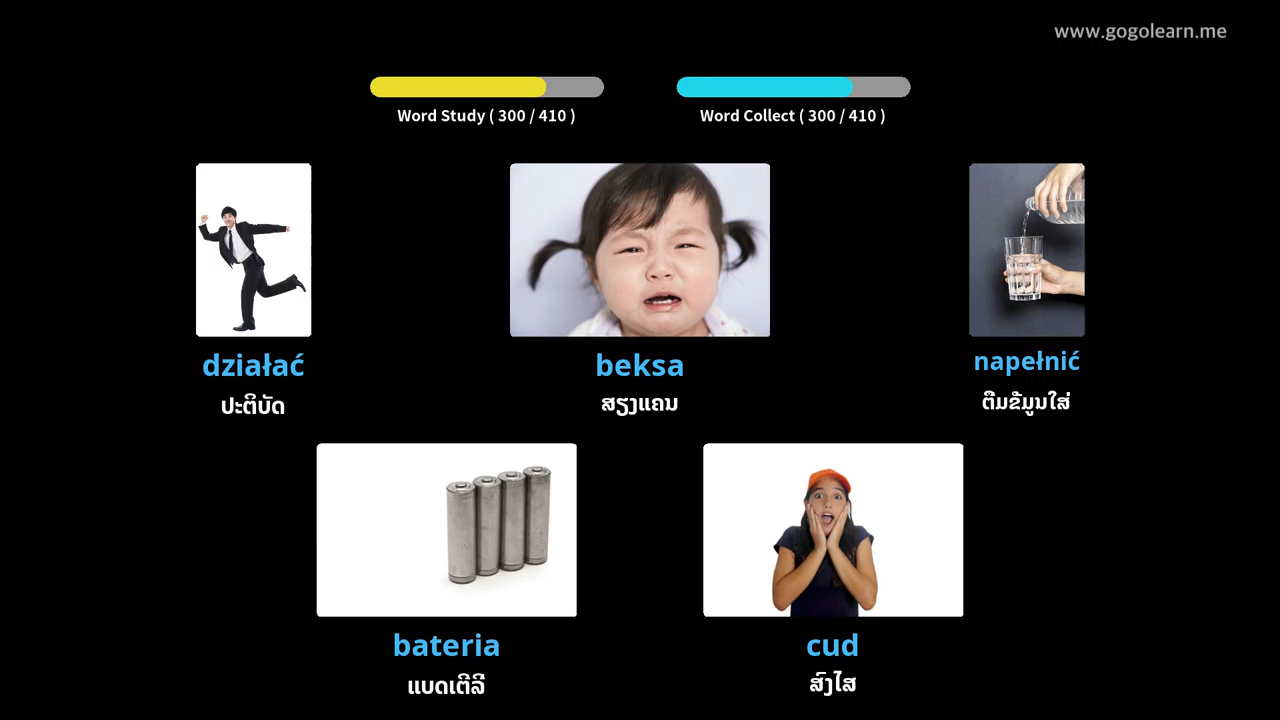 www.gogolearn.me
Word Study ( 300 / 410 )
Word Collect ( 300 / 410 )
działać
ປະຕິບັດ
beksa
ສຽງແຄນ
napełnić
ຕື່ມຂໍ້ມູນໃສ່
bateria
ແບດເຕີລີ
cud
ສົງໄສ